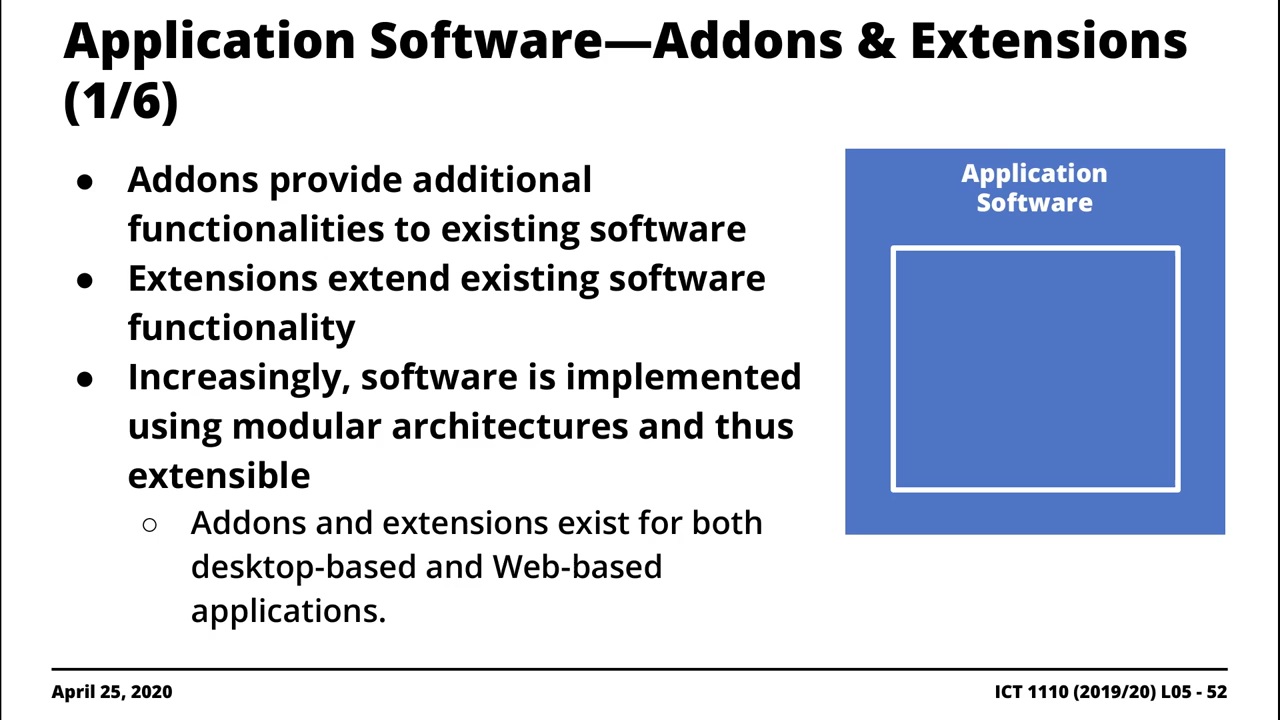 Application Software—Addons & Extensions
(1/6)
● Addons provide additional
functionalities to existing software
● Extensions extend existing software
functionality
● Increasingly, software is implemented
using modular architectures and thus
extensible
○ Addons and extensions exist for both
desktop-based and Web-based
applications.
Application
Software
April 25, 2020
ICT 1110 (2019/20) L05 - 52